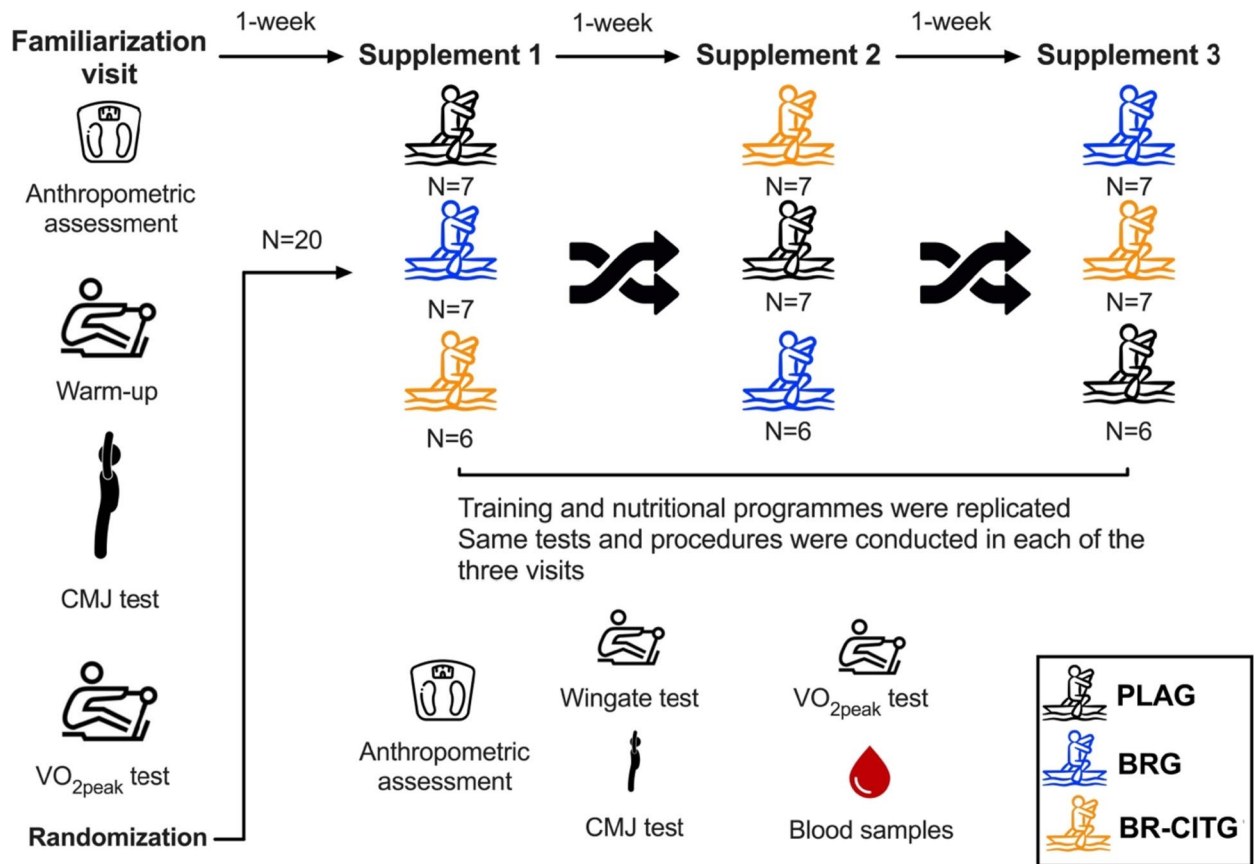 Familiarization
visit
1-week
Supplement 1
1-week
Supplement 2
1-week
Supplement 3
Anthropometric
assessment
Warm-up
CMJ test
VO2peak test
Randomization
N=20
N=7
N=7
N=6
N=7
N=7
N=6
N=7
N=7
N=6
Training and nutritional programmes were replicated
Same tests and procedures were conducted in each of the
three visits
Anthropometric
assessment
Wingate test
CMJ test
VO2peak test
Blood samples
PLAG
BRG
BR-CITG